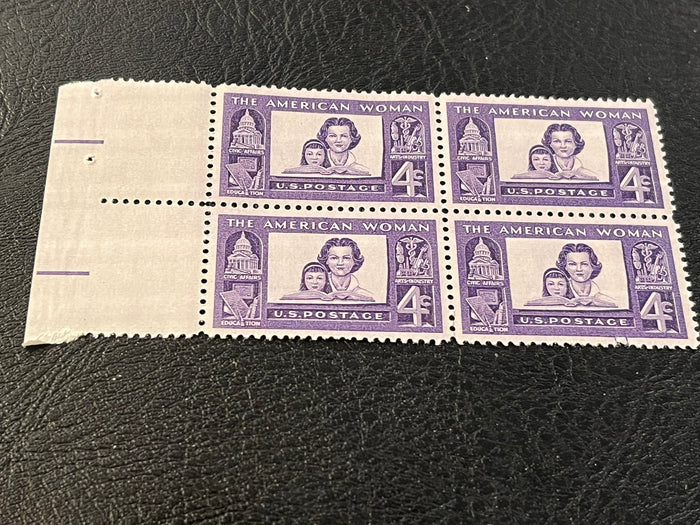 THE AMERICAN WOMAN
CIVIC AFFAIRS
ARTS-INDUSTRY
EDUCATION
U.S.POSTAGE
4¢
THE AMERICAN WOMAN
CIVIC AFFAIRS
ARTS-INDUSTRY
EDUCATION
U.S.POSTAGE
4¢
THE AMERICAN WOMAN
CIVIC AFFAIRS
ARTS-INDUSTRY
EDUCATION
U.S.POSTAGE
4¢
THE AMERICAN WOMAN
CIVIC AFFAIRS
ARTS-INDUSTRY
EDUCATION
U.S.POSTAGE
4¢